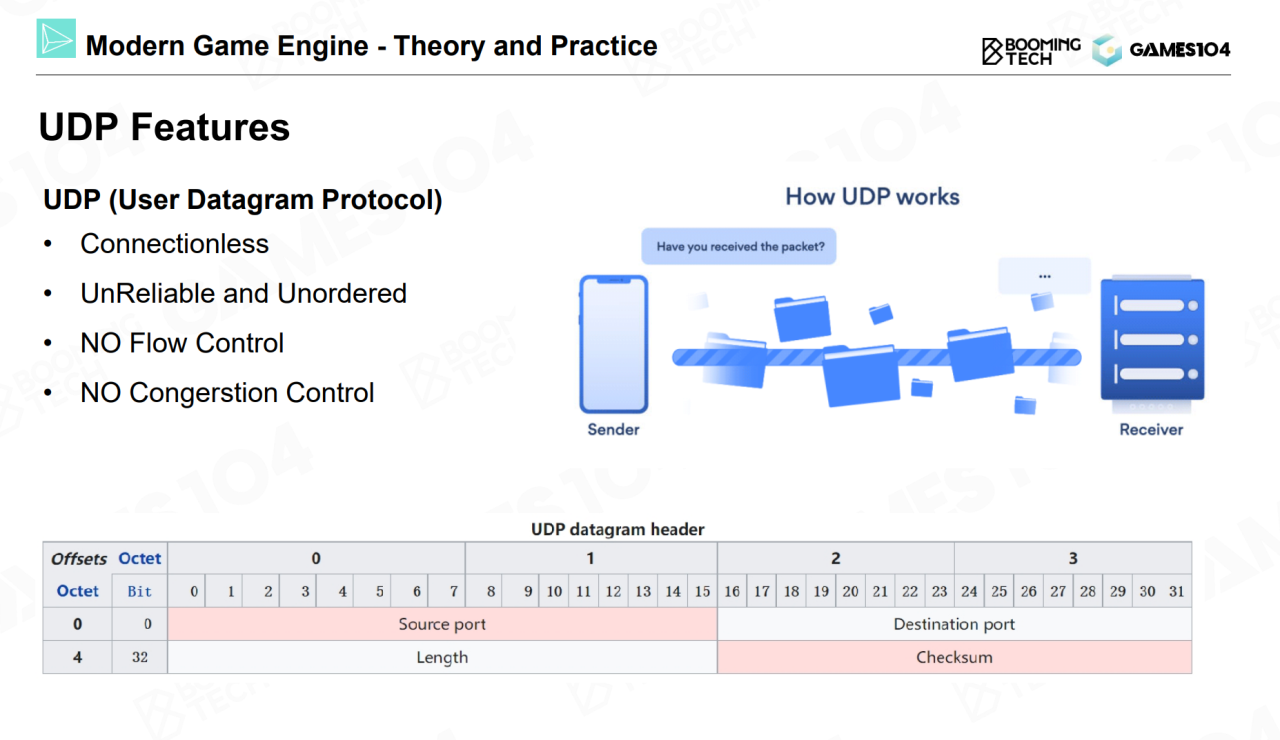 Modern Game Engine - Theory and Practice
BOOMING
TECH
GAMES104
UDP Features
UDP (User Datagram Protocol)
• Connectionless
• UnReliable and Unordered
• NO Flow Control
• NO Congerstion Control
How UDP works
Have you received the packet?
...
Sender
Receiver
UDP datagram header
Offsets Octet 0 1 2 3
Octet Bit 0 1 2 3 4 5 6 7 8 9 10 11 12 13 14 15 16 17 18 19 20 21 22 23 24 25 26 27 28 29 30 31
0 0 Source port Destination port
4 32 Length Checksum